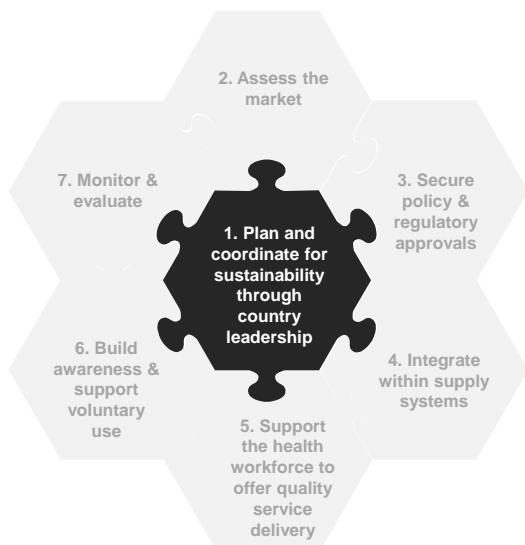 2. Assess the
market
3. Secure
policy &
regulatory
approvals
4. Integrate
within supply
systems
5. Support
the health
workforce to
offer quality
service
delivery
6. Build
awareness &
support
voluntary
use
7. Monitor &
evaluate
1. Plan and
coordinate for
sustainability
through
country
leadership